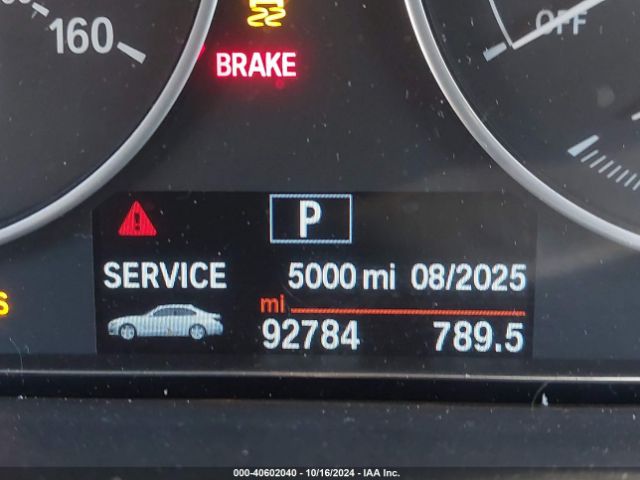 160
OFF
BRAKE
P
SERVICE 5000 mi 08/2025
mi
92784 789.5
S
000-40602040 - 10/16/2024 - IAA Inc.